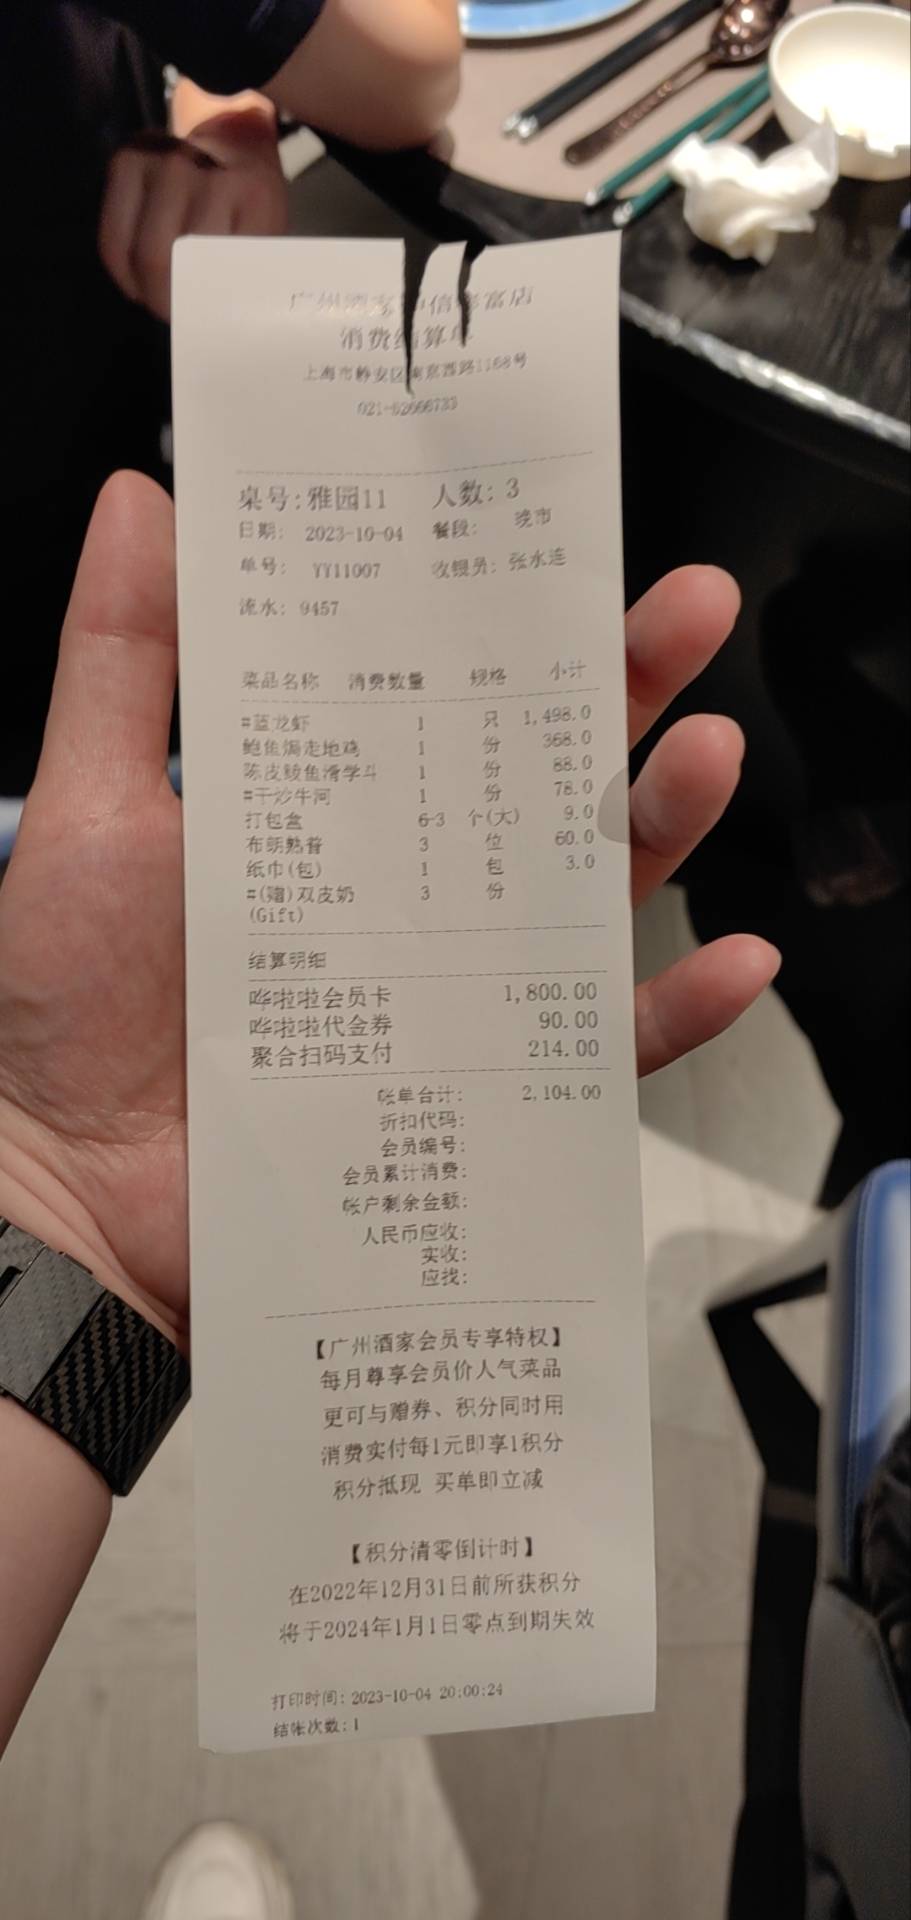 广州酒家中信泰富店
消费结算单
上海市静安区南京西路1168号
021-52666733
桌号:雅园11 人数: 3
日期: 2023-10-04 餐段: 晚市
单号: YY11007 收银员: 张水连
流水: 9457
菜品名称 消费数量 规格 小计
#蓝龙虾 1 只 1,498.0
鲍鱼焗走地鸡 1 份 368.0
陈皮鲮鱼滑学斗 1 份 88.0
#干炒牛河 1 份 78.0
打包盒 6-3 个(大) 9.0
布朗熟普 3 位 60.0
纸巾(包) 1 包 3.0
#(赠)双皮奶 3 份
(Gift)
结算明细
哗啦啦会员卡 1,800.00
哗啦啦代金券 90.00
聚合扫码支付 214.00
帐单合计: 2,104.00
折扣代码:
会员编号:
会员累计消费:
帐户剩余金额:
人民币应收:
实收:
应找:
【广州酒家会员专享特权】
每月尊享会员价人气菜品
更可与赠券、积分同时用
消费实付每1元即享1积分
积分抵现 买单即立减
【积分清零倒计时】
在2022年12月31日前所获积分
将于2024年1月1日零点到期失效
打印时间: 2023-10-04 20:00:24
结帐次数: 1